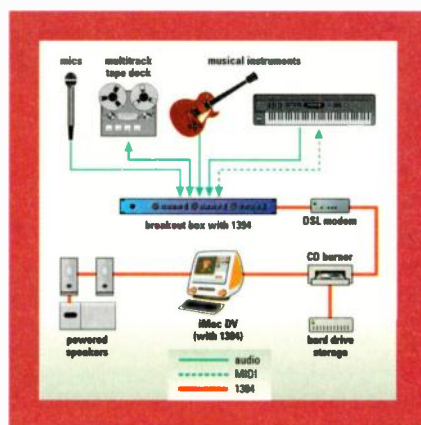 mics
multitrack
tape deck
musical instruments
breakout box with 1394
DSL modem
CD burner
powered
speakers
iMac DV
(with 1394)
hard drive
storage
audio
MIDI
1394